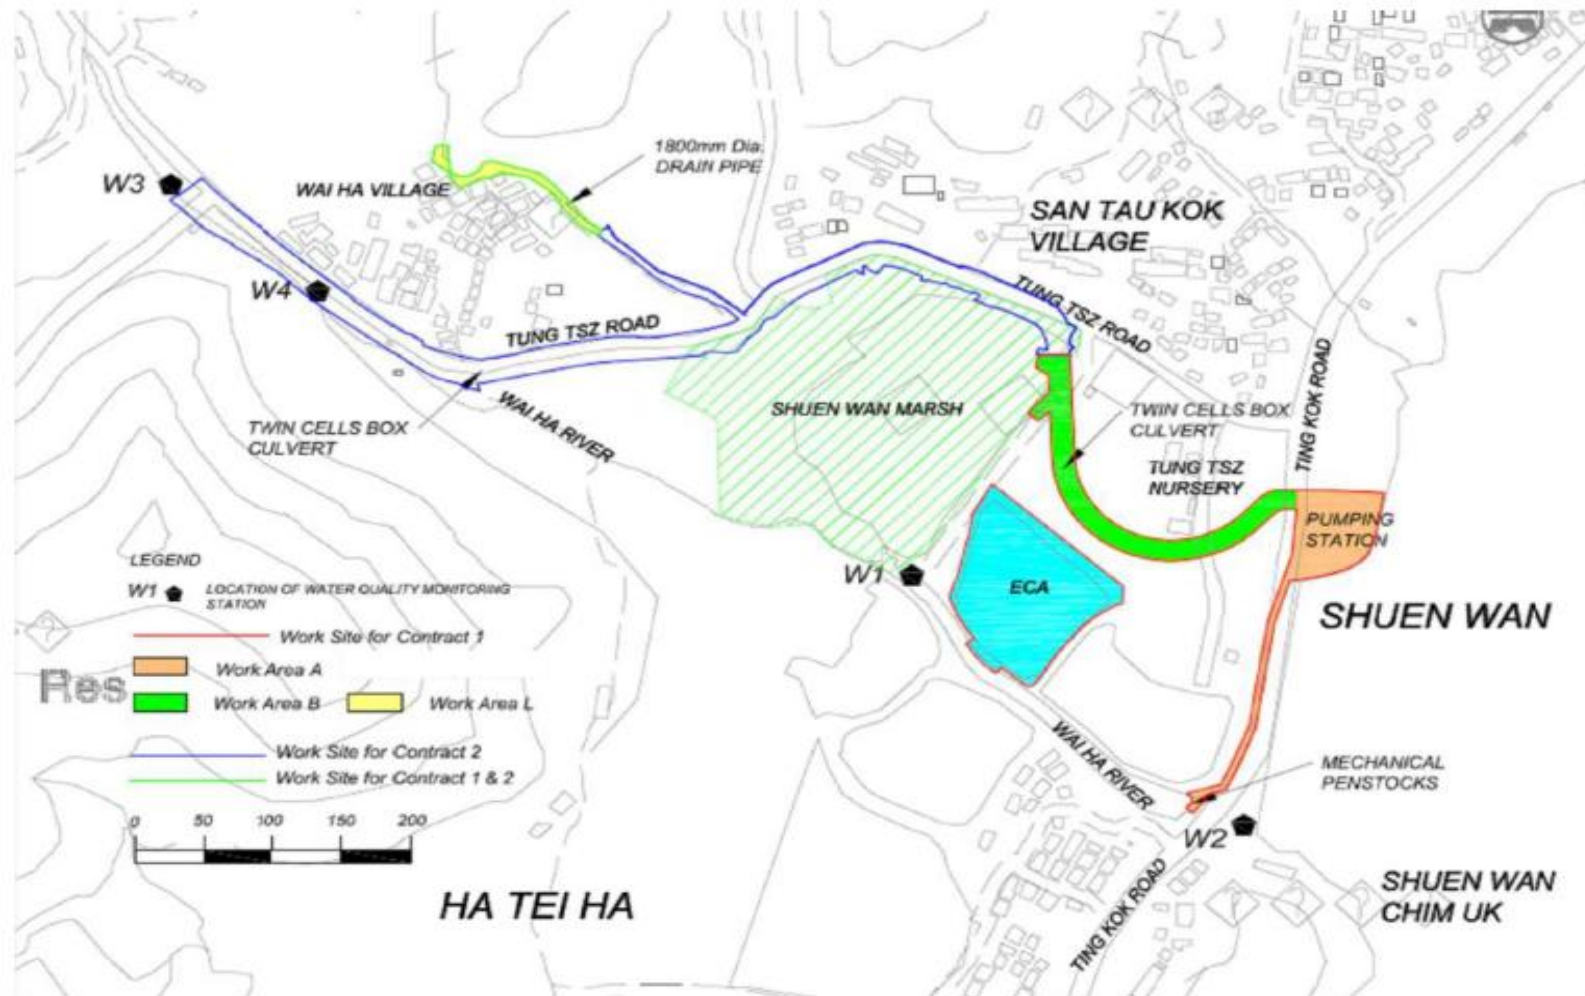 1800mm Dia.
DRAIN PIPE
W3
WAI HA VILLAGE
SAN TAU KOK
VILLAGE
W4
TUNG TSZ ROAD
TUNG TSZ ROAD
TING KOK ROAD
SHUEN WAN MARSH
TWIN CELLS BOX
CULVERT
WAI HA RIVER
TWIN CELLS BOX
CULVERT
TUNG TSZ
NURSERY
PUMPING
STATION
LEGEND
W1
ECA
W1 LOCATION OF WATER QUALITY MONITORING
STATION
SHUEN WAN
Work Site for Contract 1
Work Area A
Res
Work Area B Work Area L
Work Site for Contract 2
Work Site for Contract 1 & 2
WAI HA RIVER
MECHANICAL
PENSTOCKS
0 50 100 150 200
W2
HA TEI HA
TING KOK ROAD
SHUEN WAN
CHIM UK